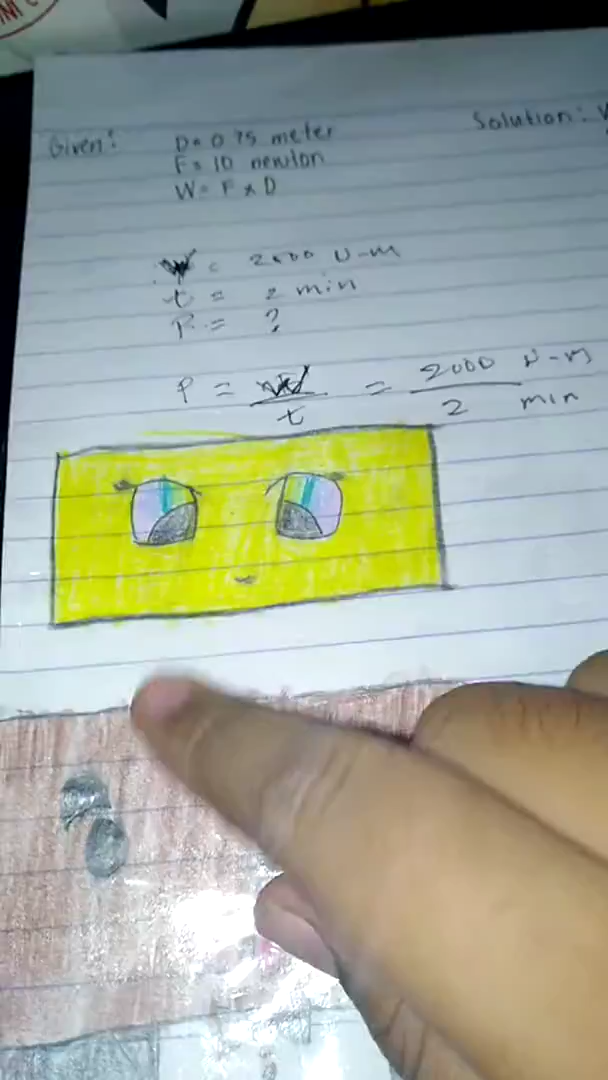 Given: D= 0.75 meter Solution:
F= 10 newton
W= F x D
= 2000 N-m
t = 2 min
P = ?
P = = 2000 N-m
t 2 min